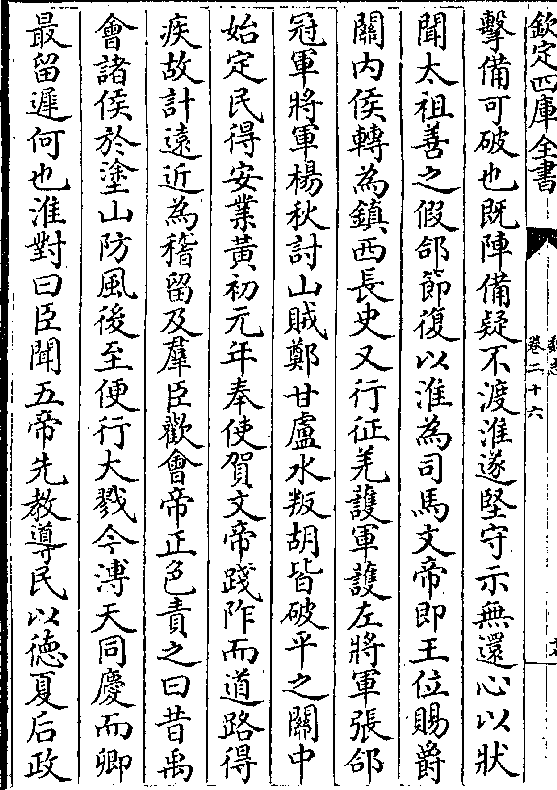 欽定四庫全書
魏志
卷二十六
擊備可破也既陣備疑不渡淮遂堅守示無還心以狀
聞太祖善之假郃節復以淮為司馬文帝即王位賜爵
關内侯轉為鎮西長史又行征羌護軍護左將軍張郃
冠軍將軍楊秋討山賊鄭甘盧水叛胡皆破平之關中
始定民得安業黃初元年奉使賀文帝踐阼而道路得
疾故計遠近為稽留及羣臣歡會帝正色責之曰昔禹
會諸侯於塗山防風後至便行大戮今溥天同慶而卿
最留遲何也淮對曰臣聞五帝先教導民以德夏后政